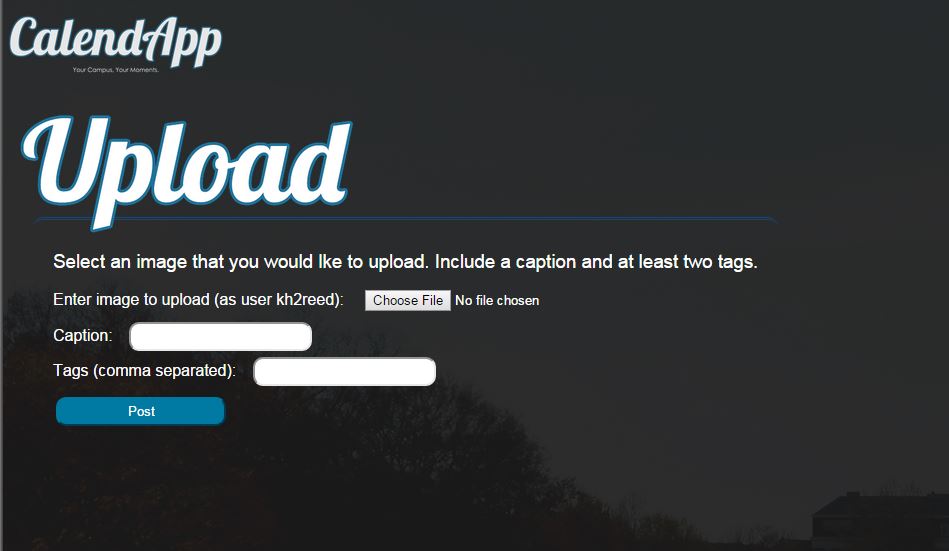 CalendApp
Your Campus, Your Moments.
Upload
Select an image that you would lke to upload. Include a caption and at least two tags.
Enter image to upload (as user kh2reed): Choose File No file chosen
Caption:
Tags (comma separated):
Post